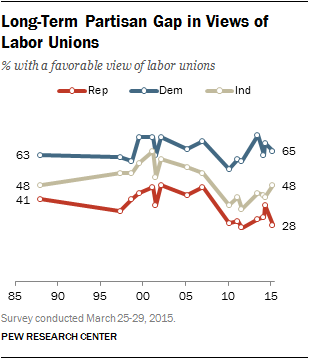 Long-Term Partisan Gap in Views of
Labor Unions
% with a favorable view of labor unions
Rep Dem Ind
63 65
48 48
41 28
85 90 95 00 05 10 15
Survey conducted March 25-29, 2015.
PEW RESEARCH CENTER